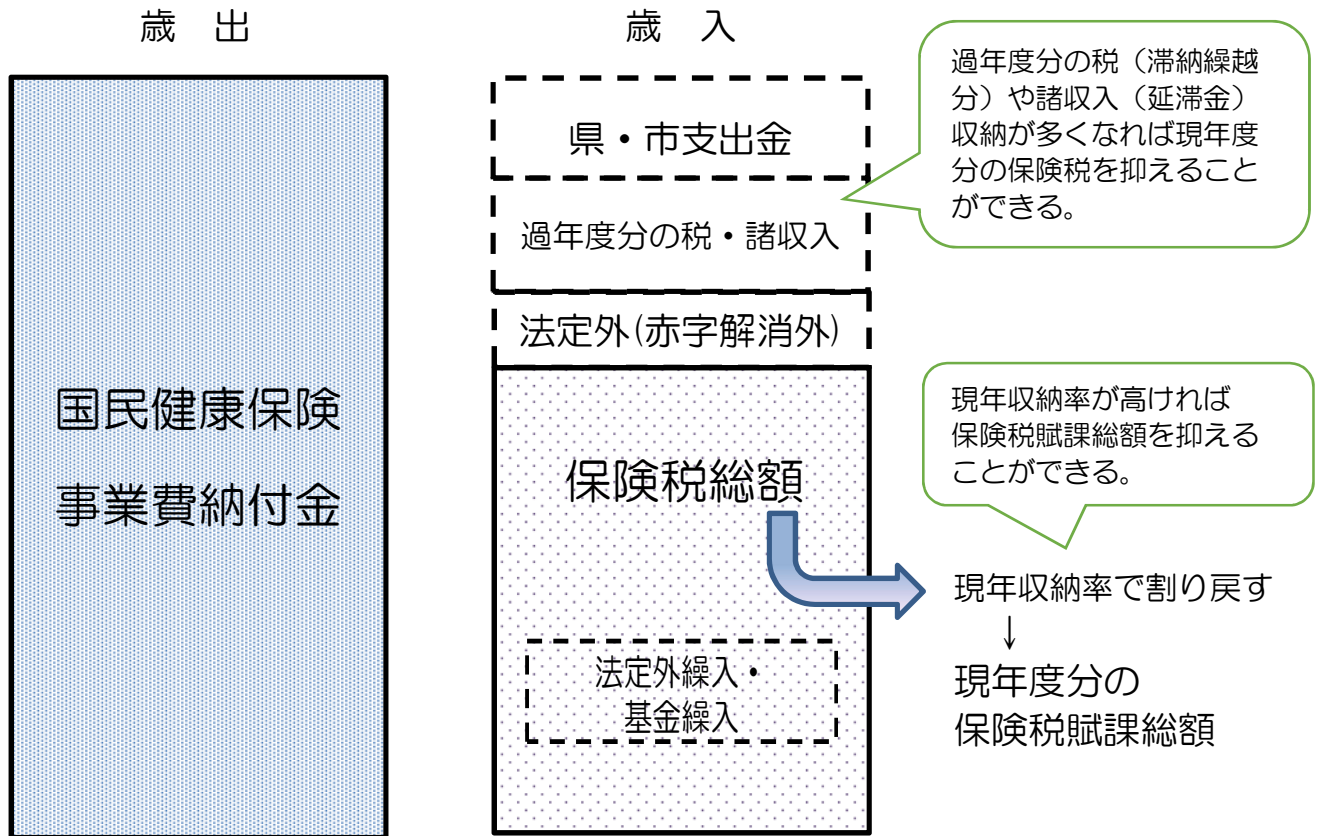 歳　出
歳　入
国民健康保険
事業費納付金
県・市支出金
過年度分の税・諸収入
法定外(赤字解消外)
保険税総額
法定外繰入・
基金繰入
過年度分の税（滞納繰越
分）や諸収入（延滞金）
収納が多くなれば現年度
分の保険税を抑えること
ができる。
現年収納率が高ければ
保険税賦課総額を抑える
ことができる。
現年収納率で割り戻す
↓
現年度分の
保険税賦課総額